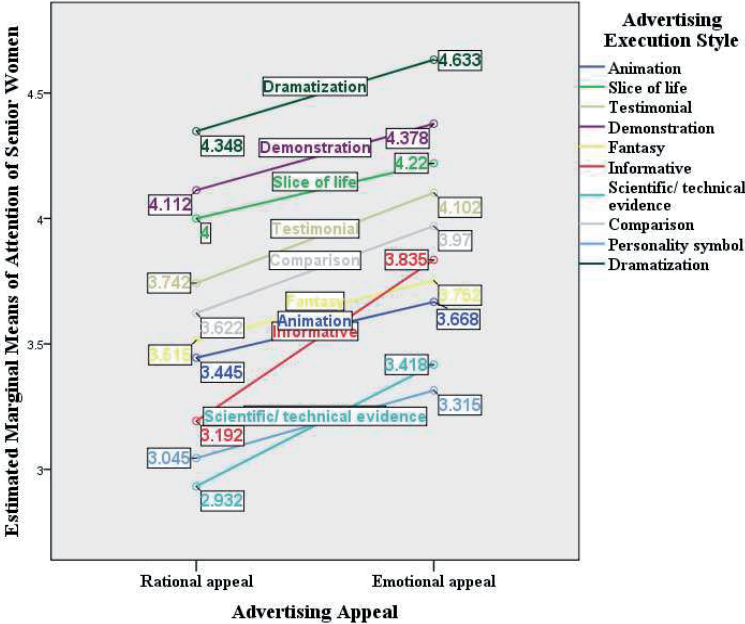 Estimated Marginal Means of Attention of Senior Women
4.5
4
3.5
3
Dramatization
4.633
4.348
Demonstration
4.378
4.112
Slice of life
4.22
4
Testimonial
4.102
3.742
Comparison
3.97
3.622
3.835
Fantasy
3.752
Animation
3.668
Informative
3.445
3.418
Scientific/ technical evidence
3.192
3.315
3.045
2.932
Rational appeal
Emotional appeal
Advertising Appeal
Advertising
Execution Style
Animation
Slice of life
Testimonial
Demonstration
Fantasy
Informative
Scientific/ technical
evidence
Comparison
Personality symbol
Dramatization